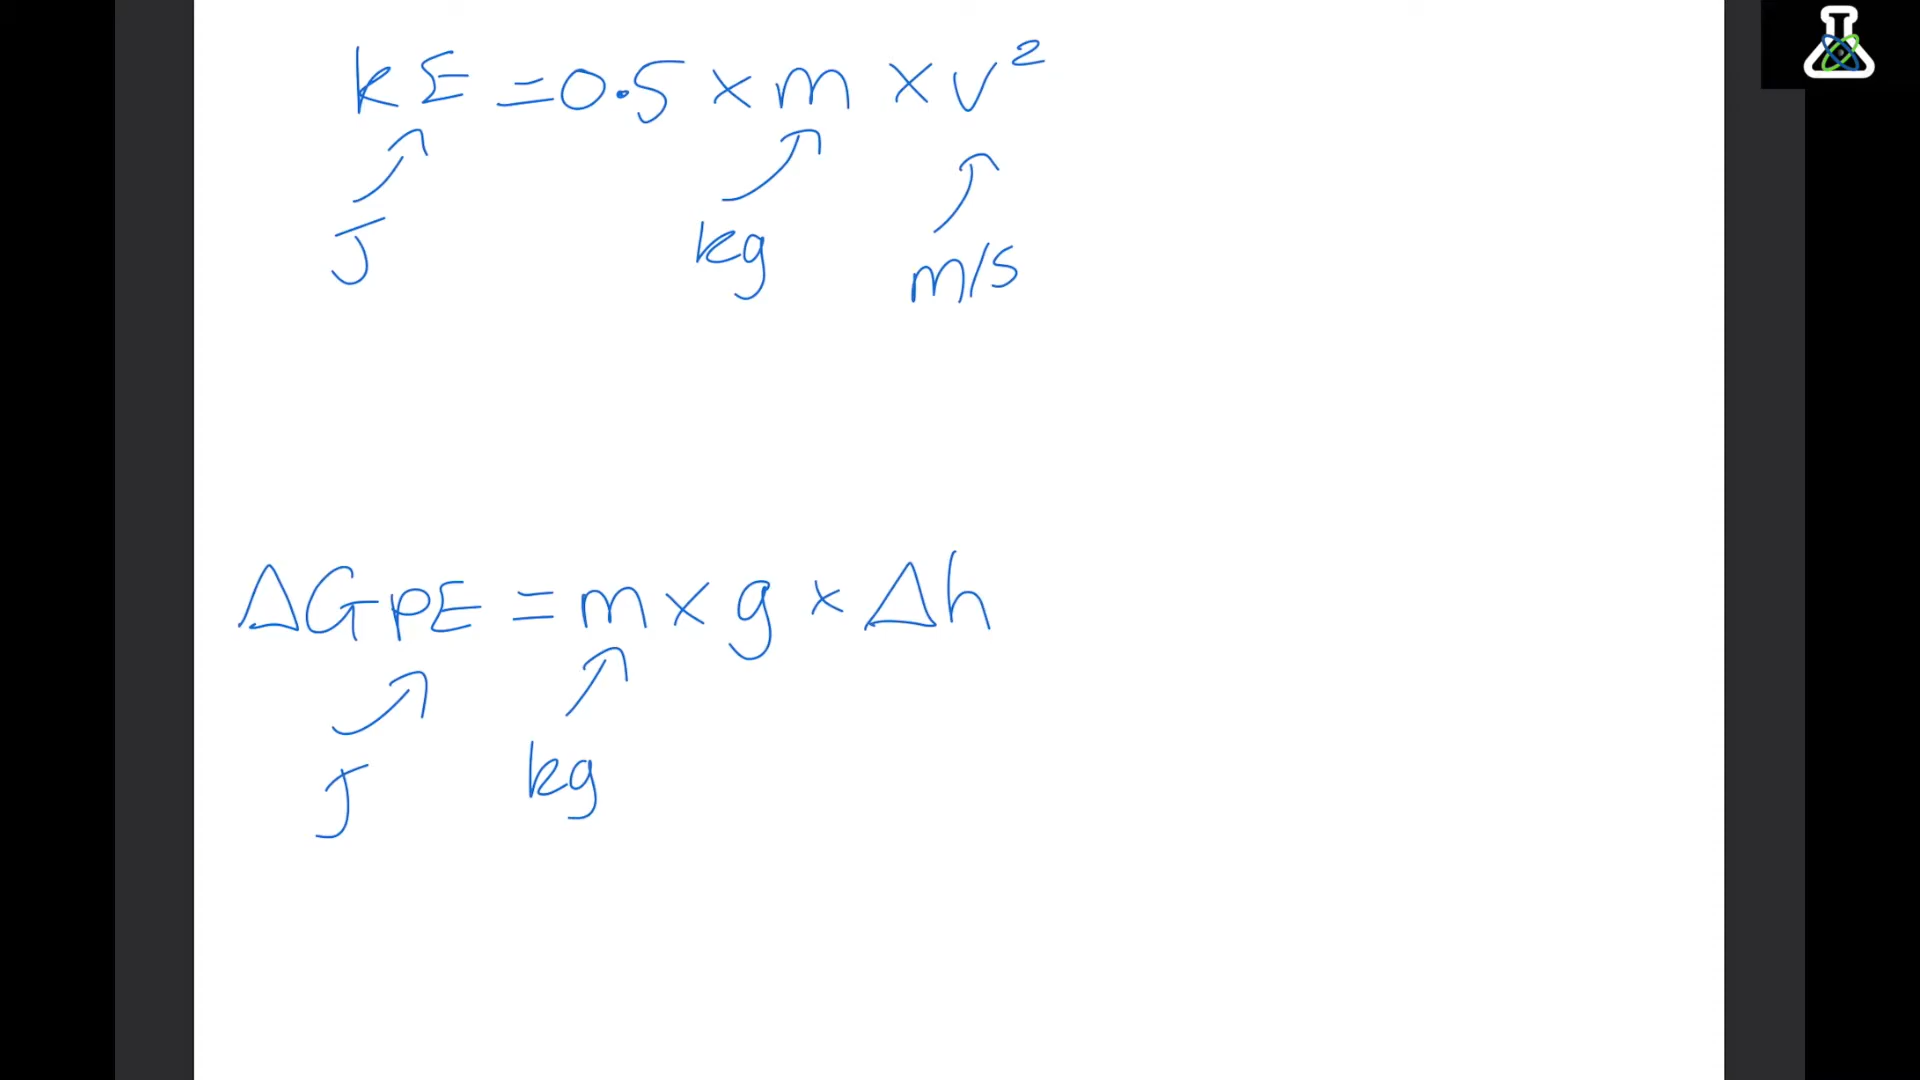 KE = 0.5 × m × v²
J kg m/s
ΔGPE = m × g × Δh
J kg